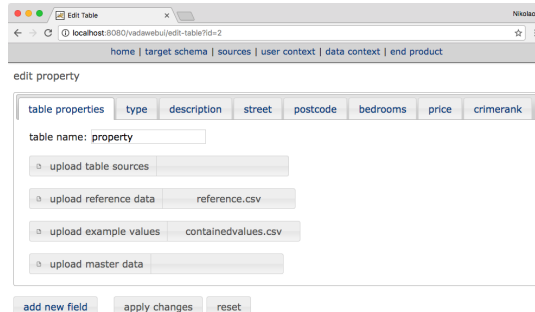 Edit Table
Nikolao
localhost:8080/vadawebui/edit-table?id=2
home | target schema | sources | user context | data context | end product
edit property
table properties type description street postcode bedrooms price crimerank
table name: property
upload table sources
upload reference data reference.csv
upload example values containedvalues.csv
upload master data
add new field apply changes reset